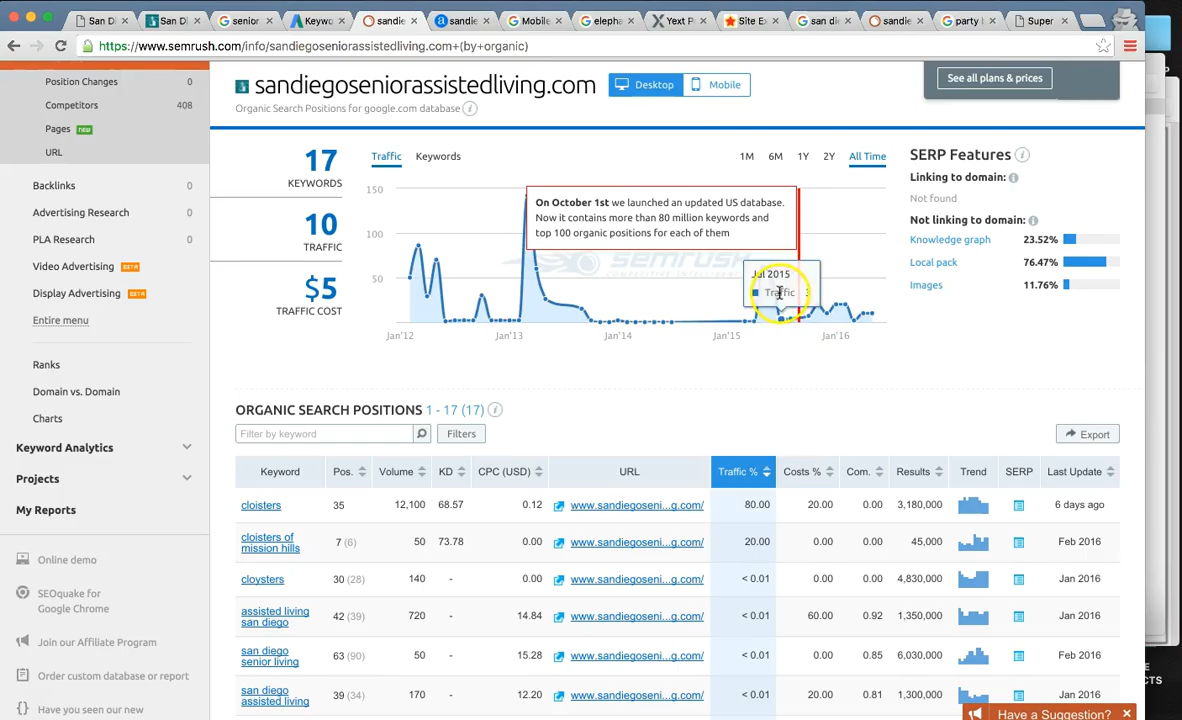 San D
San Di
senior
Keywo
sandie
sandie
Mobile
elepha
Yext P
Site Ex
san di
sandie
party b
Super
https://www.semrush.com/info/sandiegoseniorassistedliving.com+(by+organic)
Position Changes 0
Competitors 408
Pages new
URL
Backlinks 0
Advertising Research 0
PLA Research 0
Video Advertising BETA
Display Advertising BETA
Entire menu
Ranks
Domain vs. Domain
Charts
Keyword Analytics
Projects
My Reports
Online demo
SEOquake for
Google Chrome
Join our Affiliate Program
Order custom database or report
Have you seen our new
sandiegoseniorassistedliving.com
Desktop
Mobile
Organic Search Positions for google.com database
See all plans & prices
17
KEYWORDS
10
TRAFFIC
$5
TRAFFIC COST
Traffic Keywords
1M 6M 1Y 2Y All Time
150
100
50
On October 1st we launched an updated US database.
Now it contains more than 80 million keywords and
top 100 organic positions for each of them
semrush
COMPETITIVE INTELLIGENCE
Jul 2015
Traffic 3
Jan'12 Jan'13 Jan'14 Jan'15 Jan'16
SERP Features
Linking to domain:
Not found
Not linking to domain:
Knowledge graph 23.52%
Local pack 76.47%
Images 11.76%
ORGANIC SEARCH POSITIONS 1 - 17 (17)
Filter by keyword
Filters
Export
Keyword Pos. Volume KD CPC (USD) URL Traffic % Costs % Com. Results Trend SERP Last Update
cloisters 35 12,100 68.57 0.12 www.sandiegoseni...g.com/ 80.00 20.00 0.00 3,180,000 6 days ago
cloisters of
mission hills 7 (6) 50 73.78 0.00 www.sandiegoseni...g.com/ 20.00 0.00 0.00 45,000 Feb 2016
cloysters 30 (28) 140 - 0.00 www.sandiegoseni...g.com/ < 0.01 0.00 0.00 4,830,000 Jan 2016
assisted living
san diego 42 (39) 720 - 14.84 www.sandiegoseni...g.com/ < 0.01 60.00 0.92 1,350,000 Jan 2016
san diego
senior living 63 (90) 50 - 15.28 www.sandiegoseni...g.com/ < 0.01 0.00 0.85 6,030,000 Feb 2016
san diego
assisted living 39 (34) 170 - 12.20 www.sandiegoseni...g.com/ < 0.01 20.00 0.81 1,300,000 Jan 2016
Have a Suggestion?